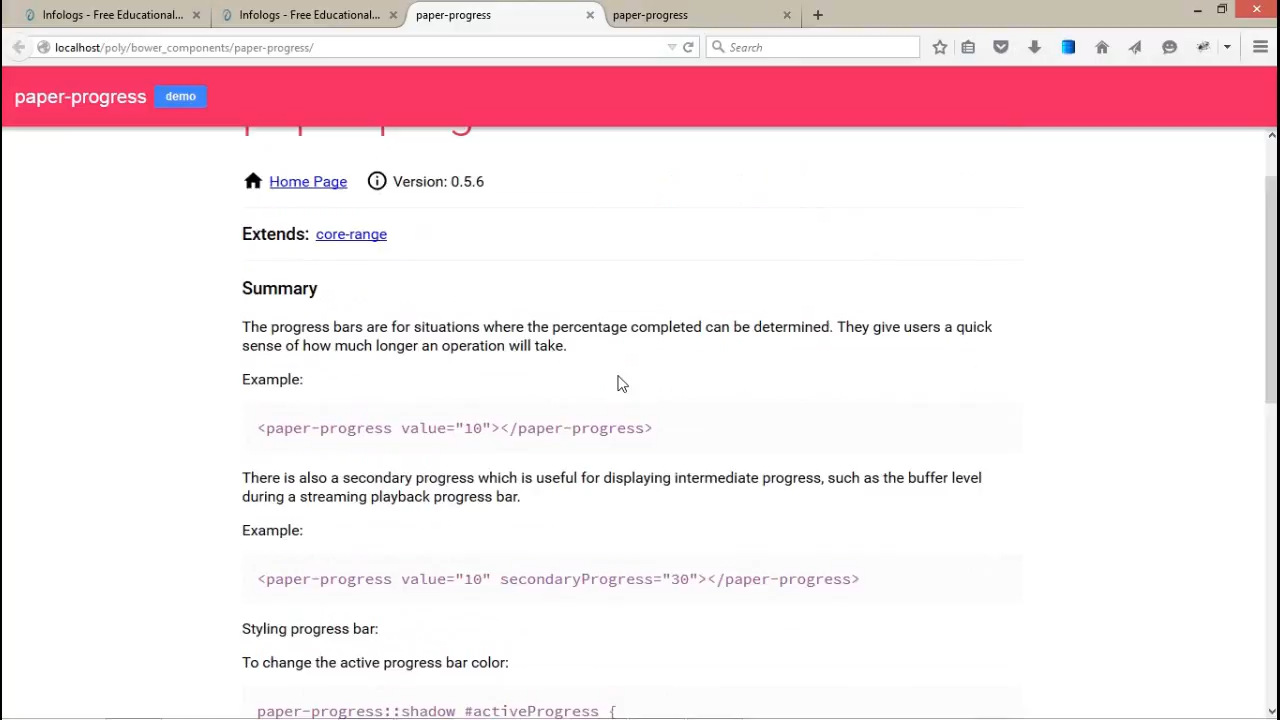 Infologs - Free Educational...
Infologs - Free Educational...
paper-progress
paper-progress
localhost/poly/bower_components/paper-progress/
Search
paper-progress
demo
Home Page
Version: 0.5.6
Extends: core-range
Summary
The progress bars are for situations where the percentage completed can be determined. They give users a quick
sense of how much longer an operation will take.
Example:
<paper-progress value="10"></paper-progress>
There is also a secondary progress which is useful for displaying intermediate progress, such as the buffer level
during a streaming playback progress bar.
Example:
<paper-progress value="10" secondaryProgress="30"></paper-progress>
Styling progress bar:
To change the active progress bar color:
paper-progress::shadow #activeProgress {